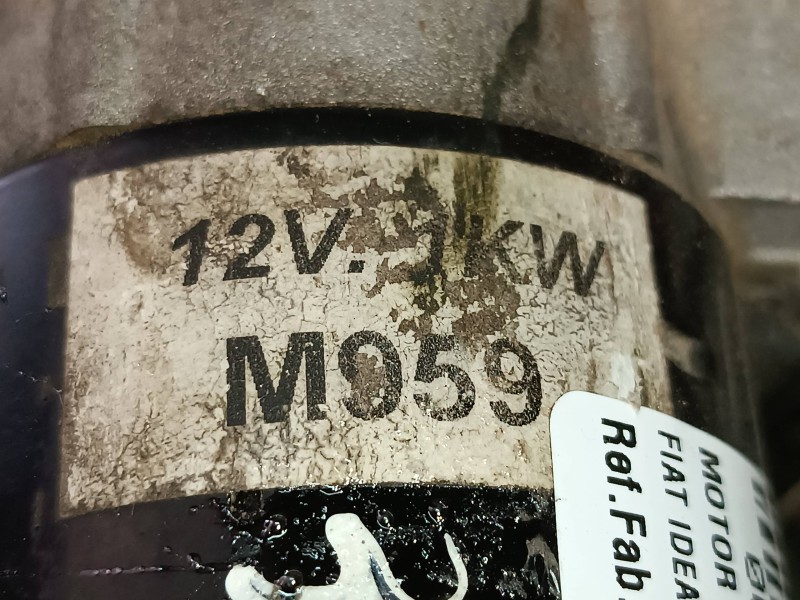 12V. 1KW
M959
MOTOR
FIAT IDEA
Ref.Fab.